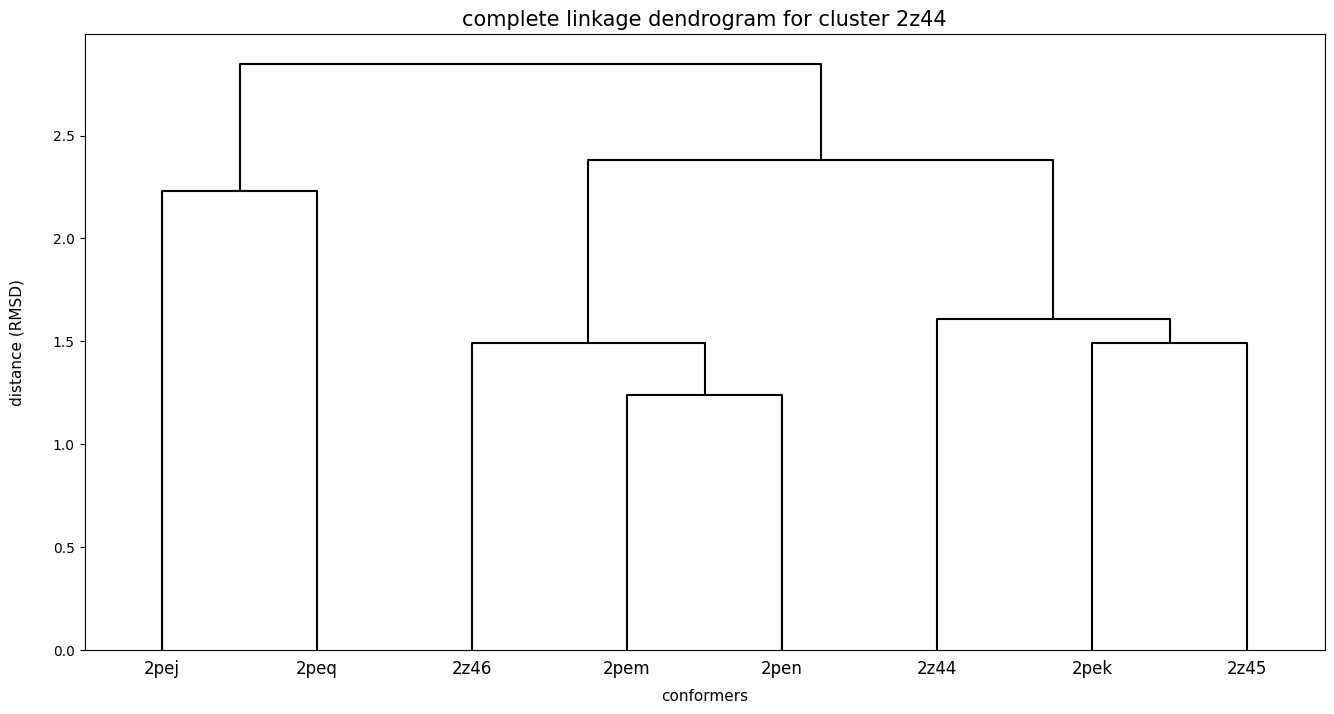 complete linkage dendrogram for cluster 2z44
2.5
2.0
1.5
1.0
0.5
0.0
distance (RMSD)
2pej 2peq 2z46 2pem 2pen 2z44 2pek 2z45
conformers